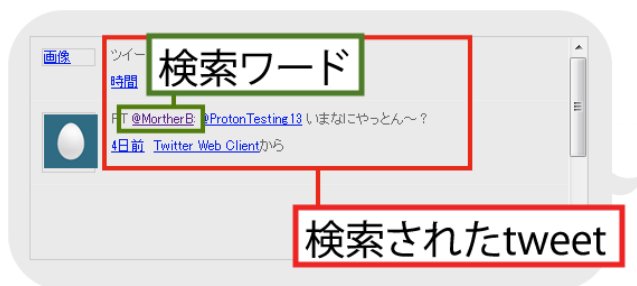 画像
ツイー
時間
検索ワード
RT @MortherB: @ProtonTesting13 いまなにやっとん～？
4日前 Twitter Web Clientから
検索されたtweet